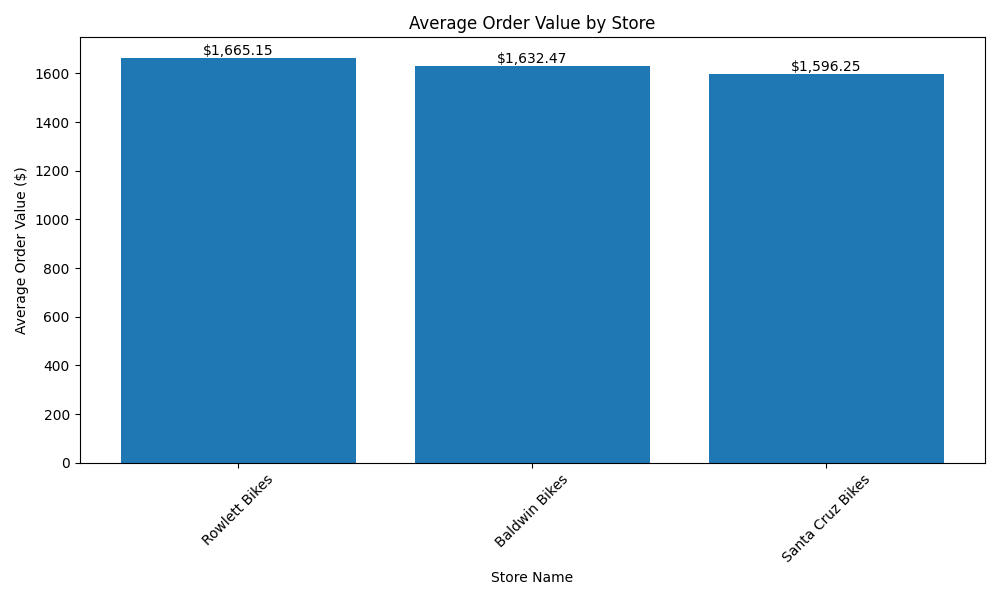 Average Order Value by Store
$1,665.15
$1,632.47
$1,596.25
1600
1400
1200
1000
800
600
400
200
0
Average Order Value ($)
Rowlett Bikes
Baldwin Bikes
Santa Cruz Bikes
Store Name